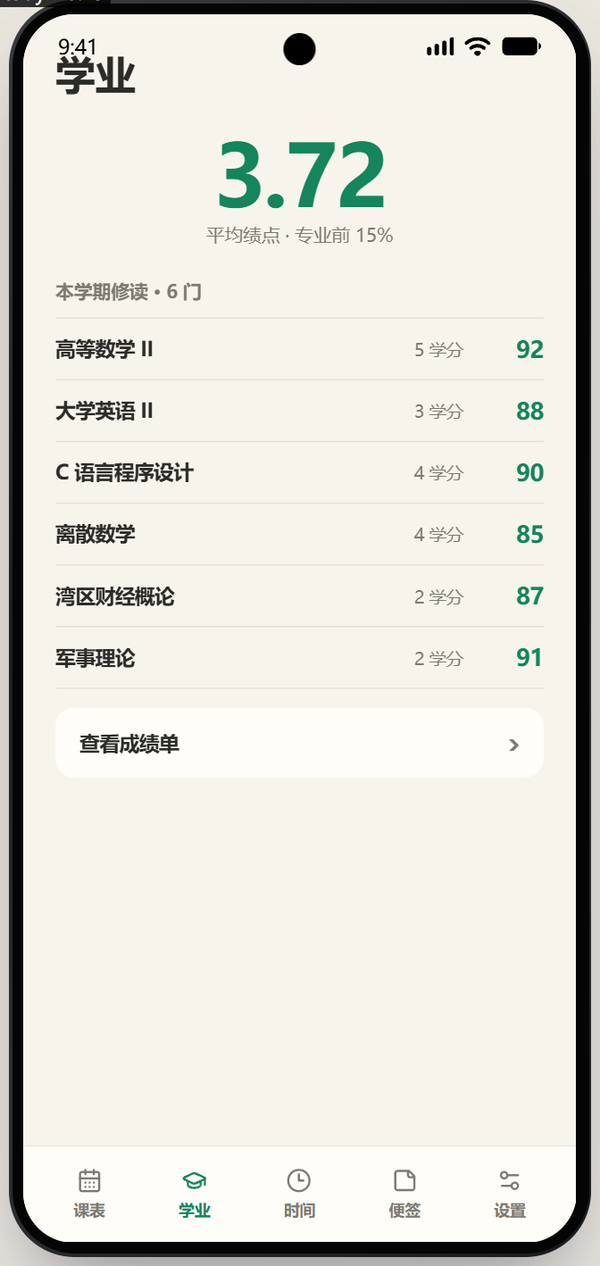 9:41
学业
3.72
平均绩点 · 专业前 15%
本学期修读 • 6 门
高等数学 II 5 学分 92
大学英语 II 3 学分 88
C 语言程序设计 4 学分 90
离散数学 4 学分 85
湾区财经概论 2 学分 87
军事理论 2 学分 91
查看成绩单 ›
课表 学业 时间 便签 设置